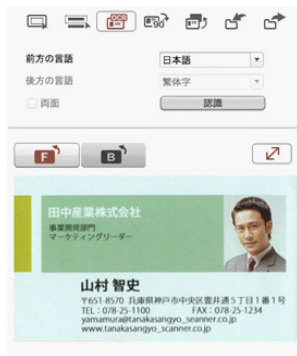 OCR
90°
前方の言語
日本語
後方の言語
繁体字
両面
認識
F
B
田中産業株式会社
事業開発部門
マーケティングリーダー
山村 智史
〒651-8570 兵庫県神戸市中央区雲井通5丁目1番1号
TEL : 078-25-1100 FAX : 078-25-1234
yamamura@tanakasangyo_seanner.co.jp
www.tanakasangyo_scanner.co.jp